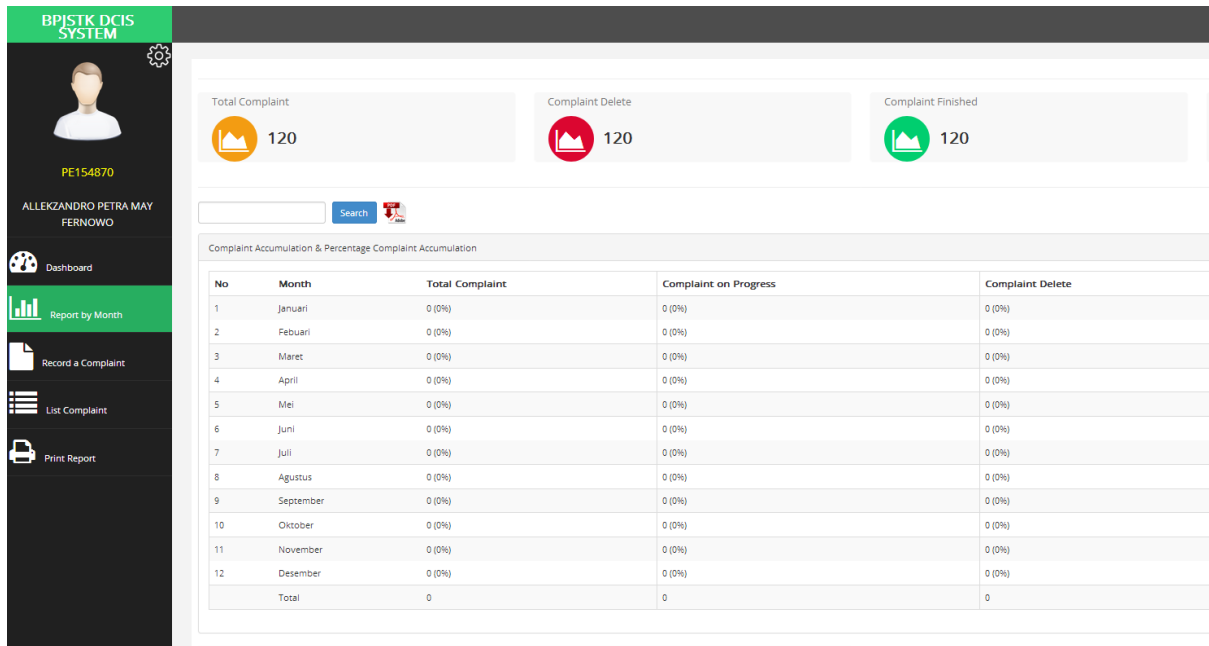 BPJSTK DCIS
SYSTEM
PE154870
ALLEKZANDRO PETRA MAY
FERNOWO
Dashboard
Report by Month
Record a Complaint
List Complaint
Print Report
Total Complaint
120
Complaint Delete
120
Complaint Finished
120
Search
PDF
Adobe
Complaint Accumulation & Percentage Complaint Accumulation
No Month Total Complaint Complaint on Progress Complaint Delete
1 Januari 0 (0%) 0 (0%) 0 (0%)
2 Febuari 0 (0%) 0 (0%) 0 (0%)
3 Maret 0 (0%) 0 (0%) 0 (0%)
4 April 0 (0%) 0 (0%) 0 (0%)
5 Mei 0 (0%) 0 (0%) 0 (0%)
6 Juni 0 (0%) 0 (0%) 0 (0%)
7 Juli 0 (0%) 0 (0%) 0 (0%)
8 Agustus 0 (0%) 0 (0%) 0 (0%)
9 September 0 (0%) 0 (0%) 0 (0%)
10 Oktober 0 (0%) 0 (0%) 0 (0%)
11 November 0 (0%) 0 (0%) 0 (0%)
12 Desember 0 (0%) 0 (0%) 0 (0%)
Total 0 0 0